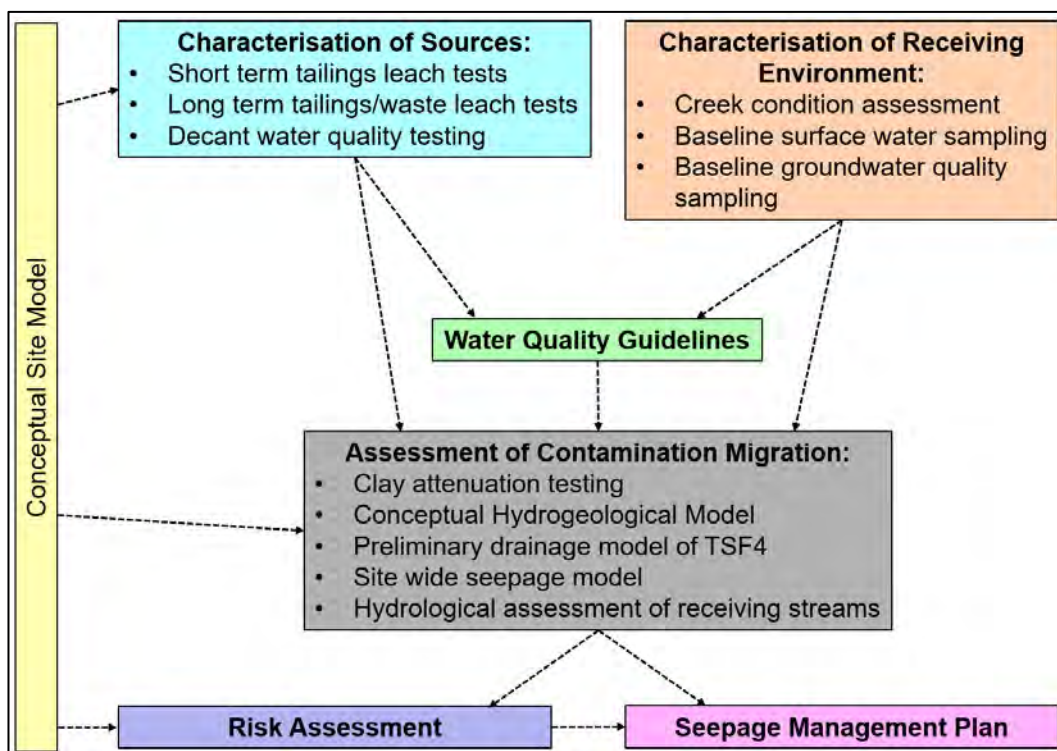 Conceptual Site Model
Characterisation of Sources:
• Short term tailings leach tests
• Long term tailings/waste leach tests
• Decant water quality testing
Characterisation of Receiving
Environment:
• Creek condition assessment
• Baseline surface water sampling
• Baseline groundwater quality
sampling
Water Quality Guidelines
Assessment of Contamination Migration:
• Clay attenuation testing
• Conceptual Hydrogeological Model
• Preliminary drainage model of TSF4
• Site wide seepage model
• Hydrological assessment of receiving streams
Risk Assessment
Seepage Management Plan